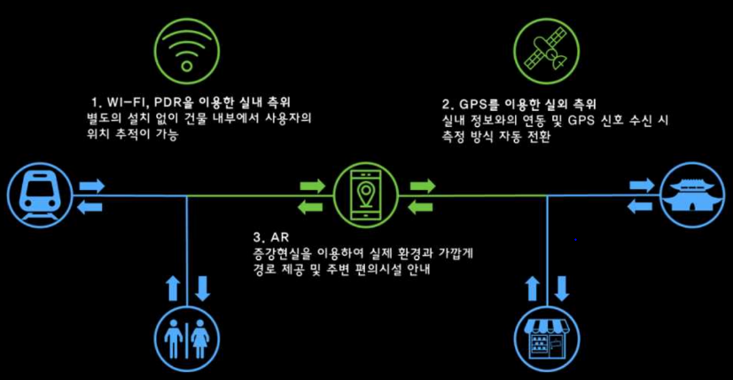 1. WI-FI, PDR을 이용한 실내 측위
별도의 설치 없이 건물 내부에서 사용자의
위치 추적이 가능
2. GPS를 이용한 실외 측위
실내 정보와의 연동 및 GPS 신호 수신 시
측정 방식 자동 전환
3. AR
증강현실을 이용하여 실제 환경과 가깝게
경로 제공 및 주변 편의시설 안내